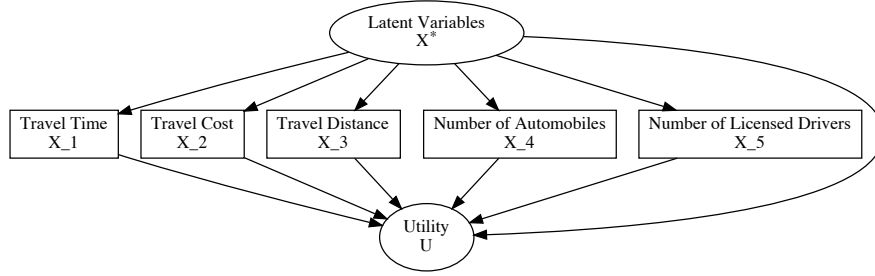 Latent Variables
X*
Travel Time
X_1
Travel Cost
X_2
Travel Distance
X_3
Number of Automobiles
X_4
Number of Licensed Drivers
X_5
Utility
U